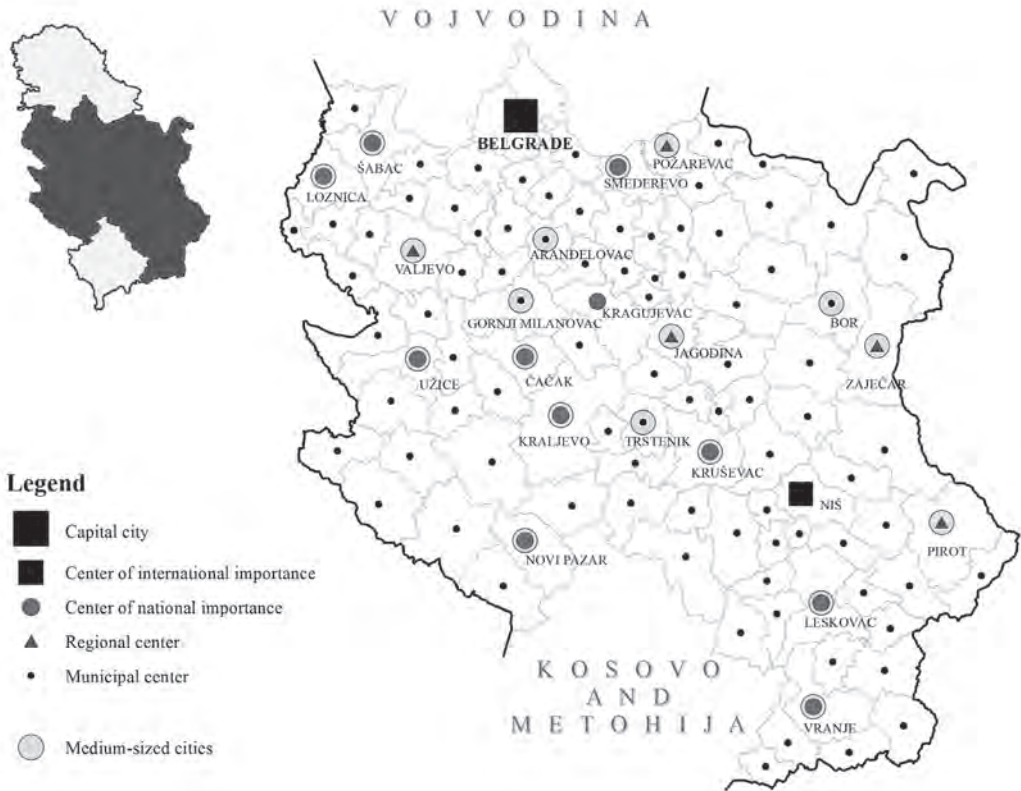 VOJVODINA
BELGRADE
ŠABAC
LOZNICA
POŽAREVAC
SMEDEREVO
VALJEVO
ARANĐELOVAC
GORNJI MILANOVAC
KRAGUJEVAC
BOR
JAGODINA
UŽICE
ČAČAK
ZAJEČAR
KRALJEVO
TRSTENIK
KRUŠEVAC
NIŠ
PIROT
NOVI PAZAR
LESKOVAC
KOSOVO
AND
METOHIJA
VRANJE
Legend
Capital city
Center of international importance
Center of national importance
Regional center
Municipal center
Medium-sized cities